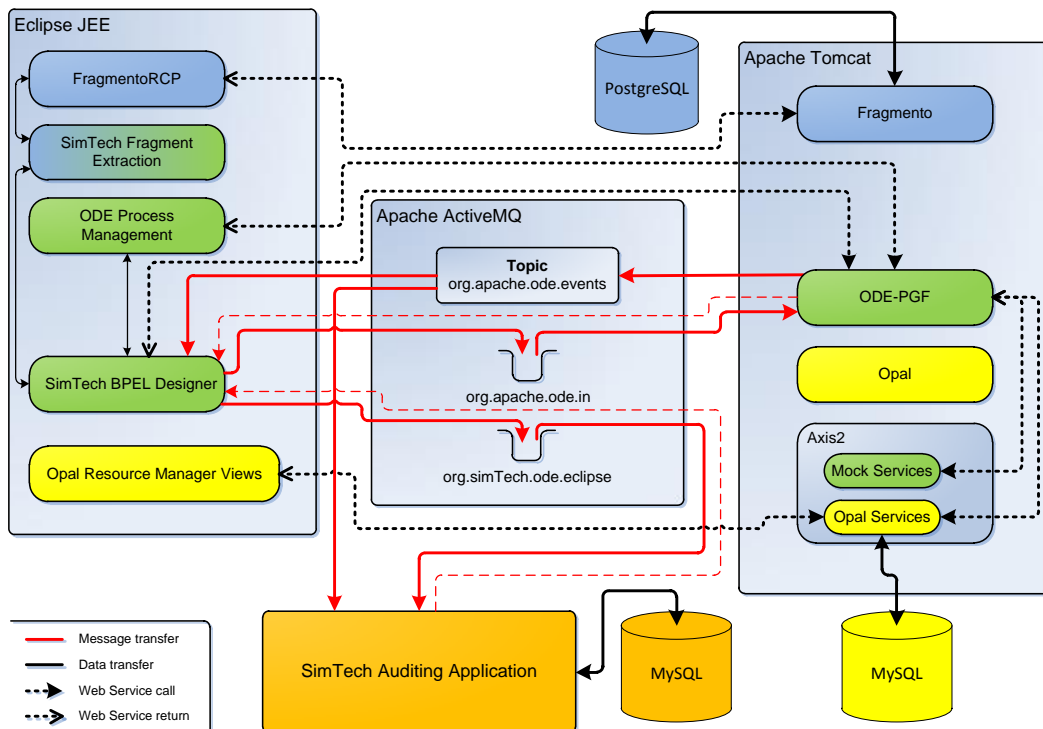 Eclipse JEE
FragmentoRCP
SimTech Fragment
Extraction
ODE Process
Management
SimTech BPEL Designer
Opal Resource Manager Views
PostgreSQL
Apache ActiveMQ
Topic
org.apache.ode.events
org.apache.ode.in
org.simTech.ode.eclipse
Apache Tomcat
Fragmento
ODE-PGF
Opal
Axis2
Mock Services
Opal Services
Message transfer
Data transfer
Web Service call
Web Service return
SimTech Auditing Application
MySQL
MySQL